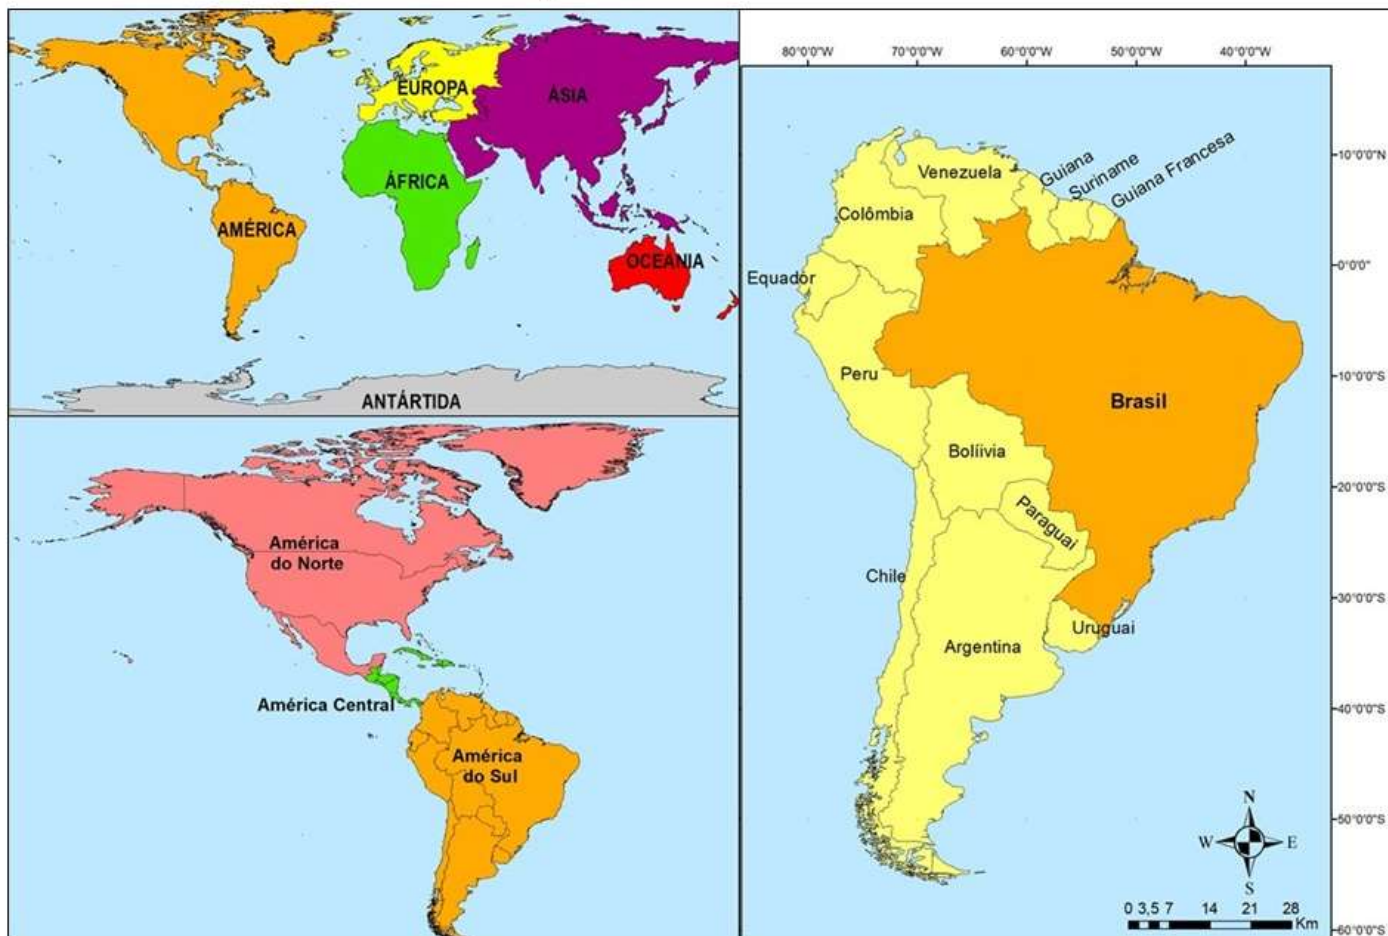 EUROPA
ÁSIA
ÁFRICA
AMÉRICA
OCEANIA
ANTÁRTIDA
América
do Norte
América Central
América
do Sul
80°0'0"W 70°0'0"W 60°0'0"W 50°0'0"W 40°0'0"W
10°0'0"N
0°0'0"
10°0'0"S
20°0'0"S
30°0'0"S
40°0'0"S
50°0'0"S
60°0'0"S
Venezuela
Guiana
Suriname
Guiana Francesa
Colômbia
Equador
Peru
Brasil
Bolíivia
Paraguai
Chile
Uruguai
Argentina
N
W E
S
0 3,5 7 14 21 28
Km